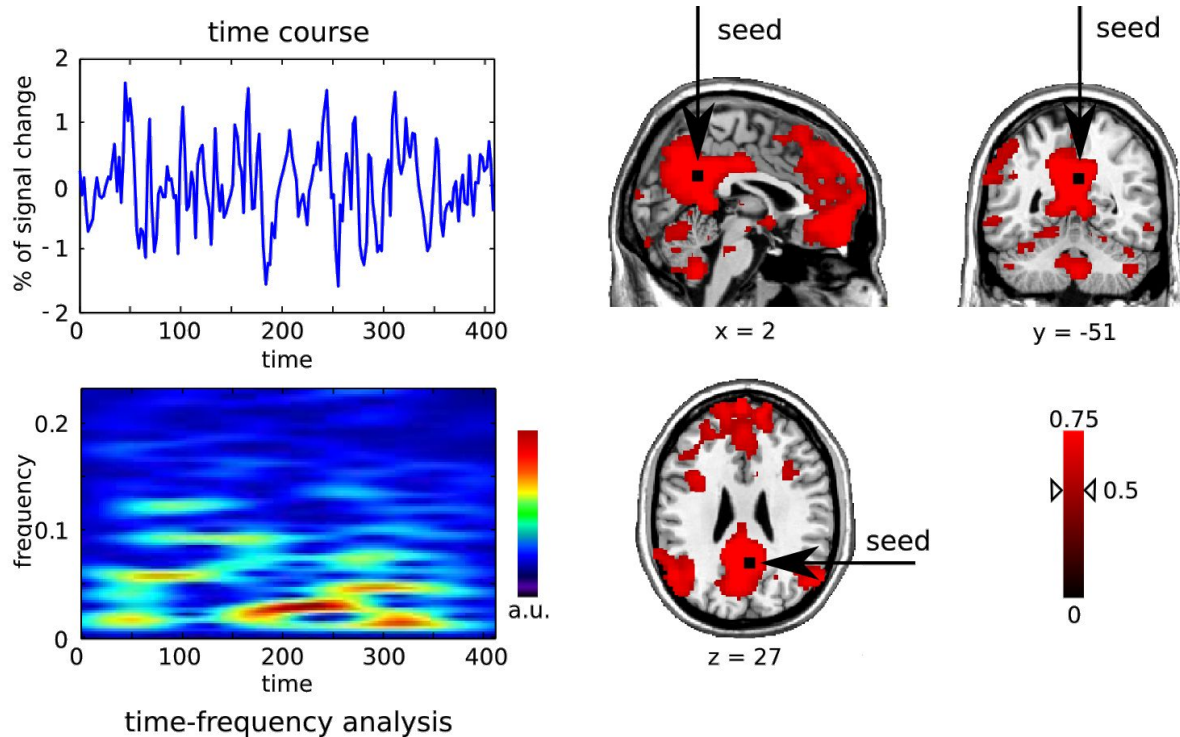 time course
% of signal change
2
1
0
-1
-2
0 100 200 300 400
time
frequency
0.2
0.1
0
0 100 200 300 400
time
a.u.
time-frequency analysis
seed
x = 2
seed
y = -51
seed
z = 27
0.75
0.5
0